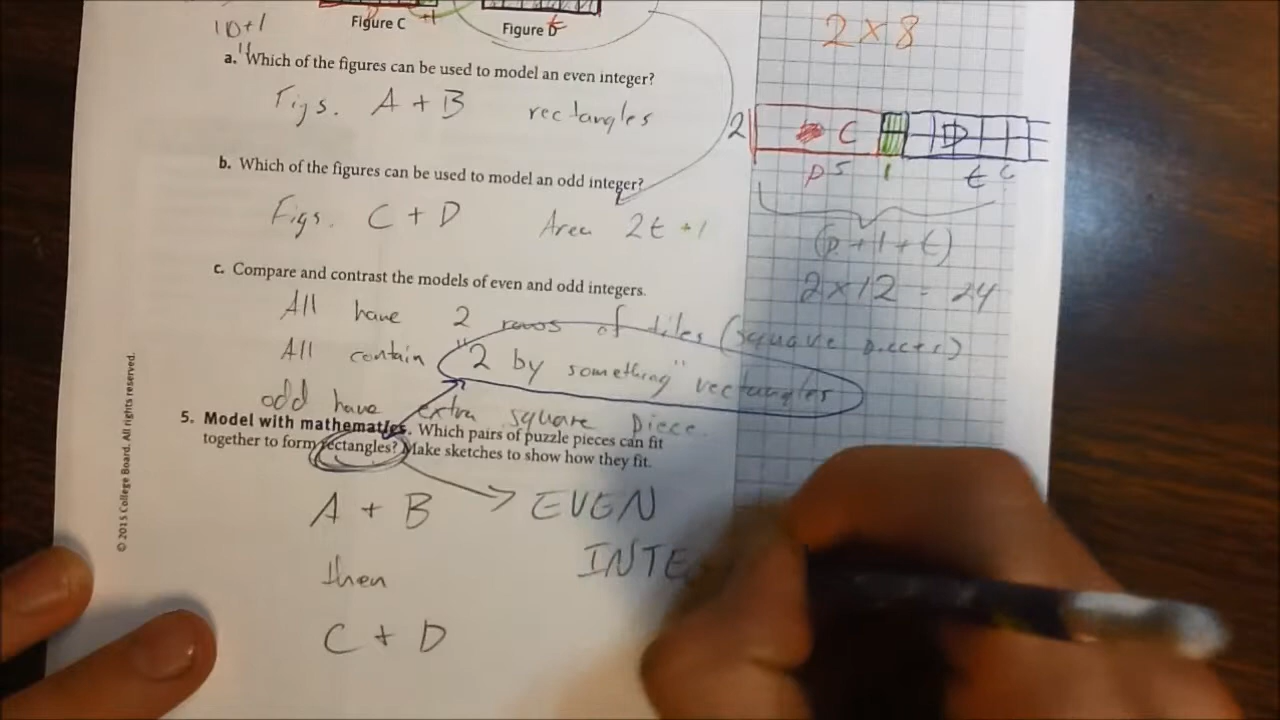 Figure C
+1
Figure D
t
10+1
11
a. Which of the figures can be used to model an even integer?
Figs. A + B rectangles
b. Which of the figures can be used to model an odd integer?
Figs. C + D Area 2t +1
c. Compare and contrast the models of even and odd integers.
All have 2 rows of tiles (square pieces)
All contain "2 by something" rectangles
odd have extra square piece.
5. Model with mathematics. Which pairs of puzzle pieces can fit
together to form rectangles? Make sketches to show how they fit.
A + B → EVEN
INTE
then
C + D
2 x 8
2 C D
p 5 1 t 6
(p+1+t)
2 x 12 = 24
© 2015 College Board. All rights reserved.